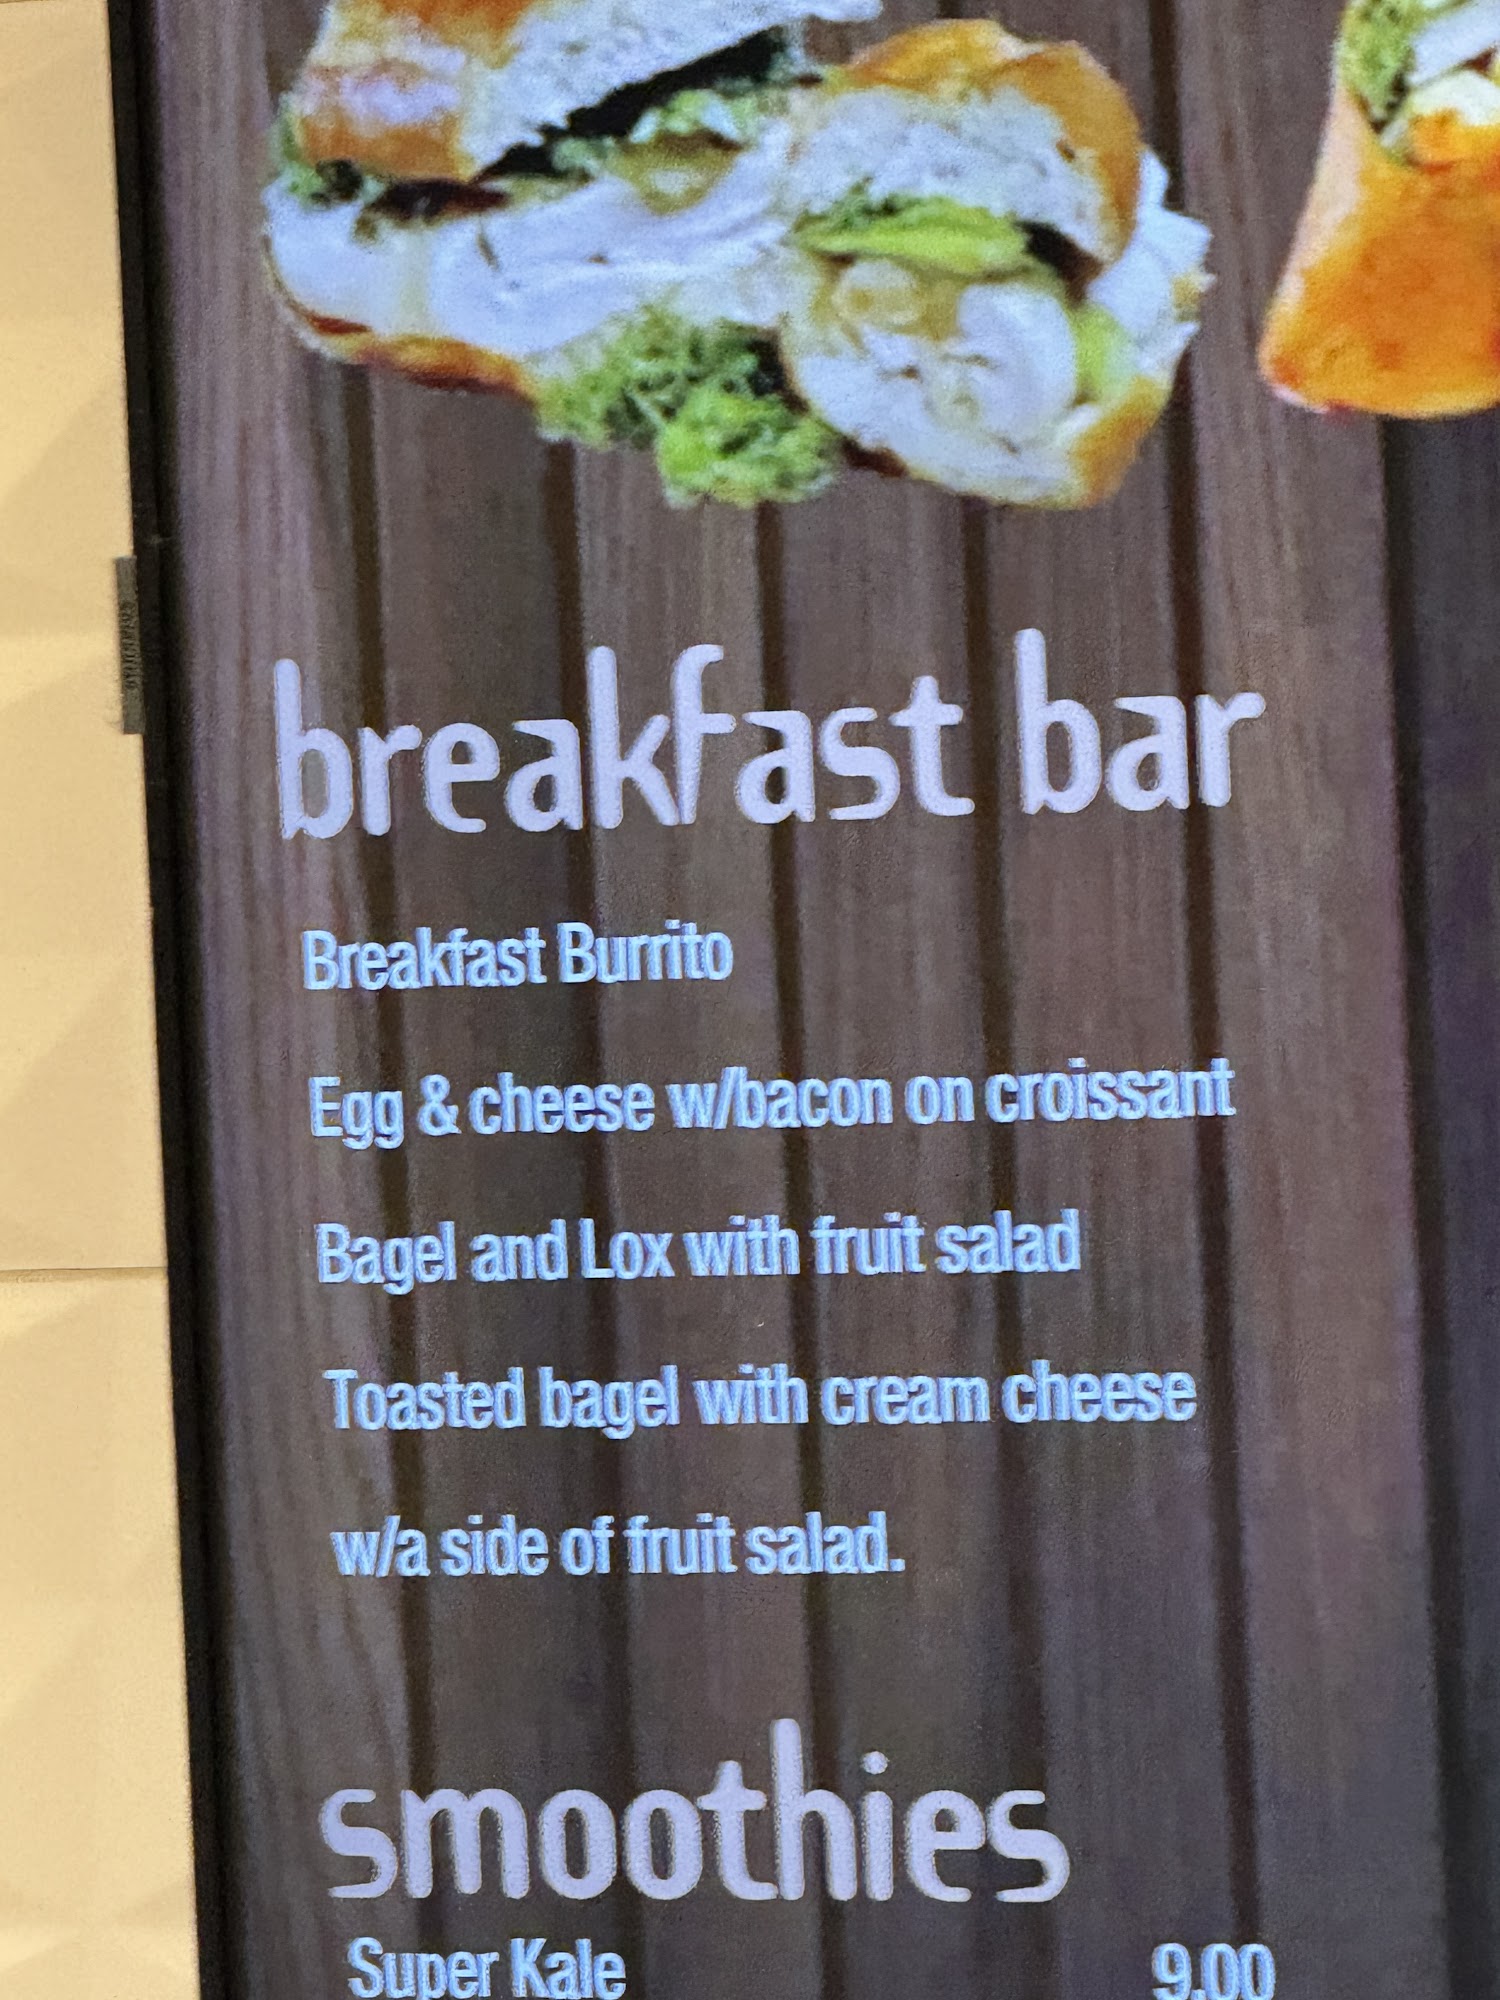 breakfast bar
Breakfast Burrito
Egg & cheese w/bacon on croissant
Bagel and Lox with fruit salad
Toasted bagel with cream cheese
w/a side of fruit salad.
smoothies
Super Kale 9.00